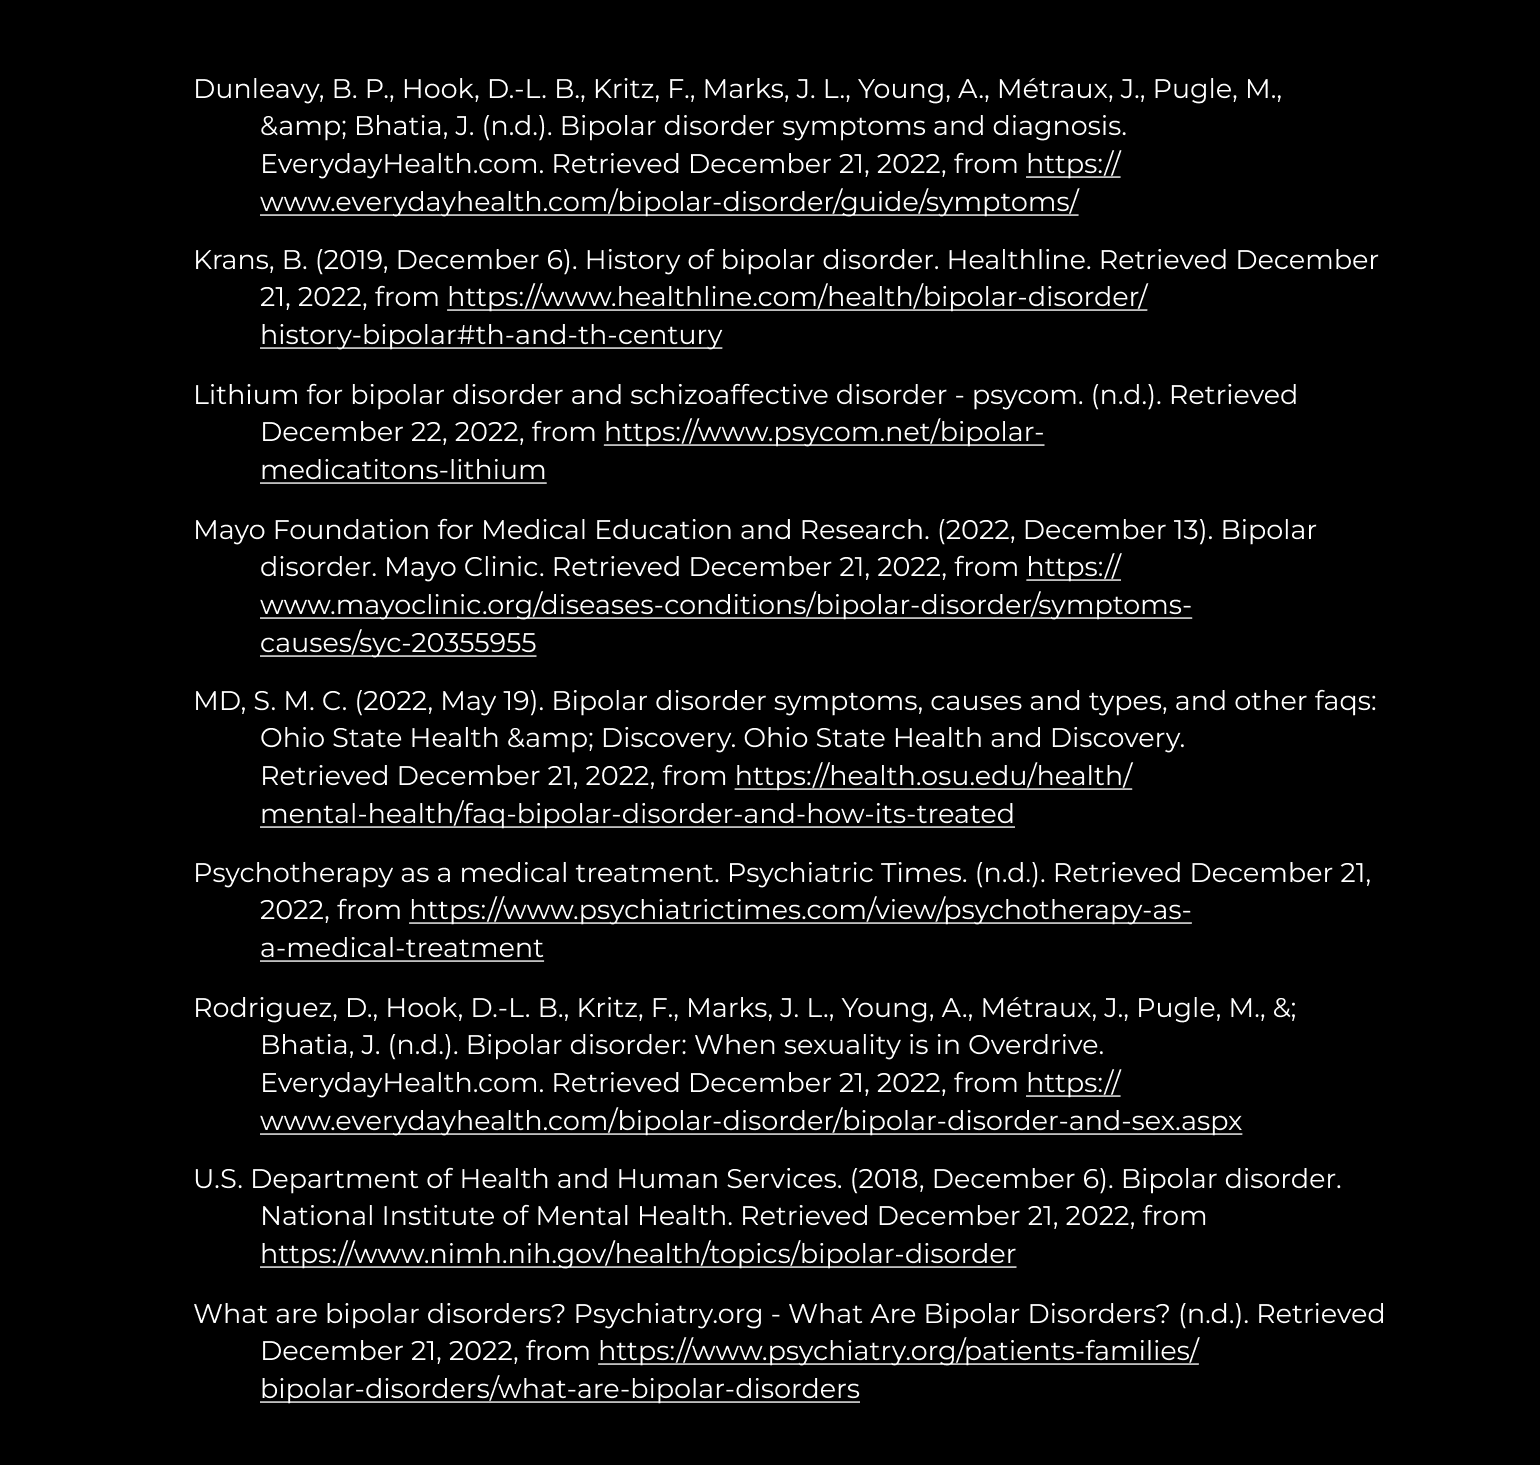 Dunleavy, B. P., Hook, D.-L. B., Kritz, F., Marks, J. L., Young, A., Métraux, J., Pugle, M.,
&amp; Bhatia, J. (n.d.). Bipolar disorder symptoms and diagnosis.
EverydayHealth.com. Retrieved December 21, 2022, from https://
www.everydayhealth.com/bipolar-disorder/guide/symptoms/
Krans, B. (2019, December 6). History of bipolar disorder. Healthline. Retrieved December
21, 2022, from https://www.healthline.com/health/bipolar-disorder/
history-bipolar#th-and-th-century
Lithium for bipolar disorder and schizoaffective disorder - psycom. (n.d.). Retrieved
December 22, 2022, from https://www.psycom.net/bipolar-
medicatitons-lithium
Mayo Foundation for Medical Education and Research. (2022, December 13). Bipolar
disorder. Mayo Clinic. Retrieved December 21, 2022, from https://
www.mayoclinic.org/diseases-conditions/bipolar-disorder/symptoms-
causes/syc-20355955
MD, S. M. C. (2022, May 19). Bipolar disorder symptoms, causes and types, and other faqs:
Ohio State Health &amp; Discovery. Ohio State Health and Discovery.
Retrieved December 21, 2022, from https://health.osu.edu/health/
mental-health/faq-bipolar-disorder-and-how-its-treated
Psychotherapy as a medical treatment. Psychiatric Times. (n.d.). Retrieved December 21,
2022, from https://www.psychiatrictimes.com/view/psychotherapy-as-
a-medical-treatment
Rodriguez, D., Hook, D.-L. B., Kritz, F., Marks, J. L., Young, A., Métraux, J., Pugle, M., &;
Bhatia, J. (n.d.). Bipolar disorder: When sexuality is in Overdrive.
EverydayHealth.com. Retrieved December 21, 2022, from https://
www.everydayhealth.com/bipolar-disorder/bipolar-disorder-and-sex.aspx
U.S. Department of Health and Human Services. (2018, December 6). Bipolar disorder.
National Institute of Mental Health. Retrieved December 21, 2022, from
https://www.nimh.nih.gov/health/topics/bipolar-disorder
What are bipolar disorders? Psychiatry.org - What Are Bipolar Disorders? (n.d.). Retrieved
December 21, 2022, from https://www.psychiatry.org/patients-families/
bipolar-disorders/what-are-bipolar-disorders